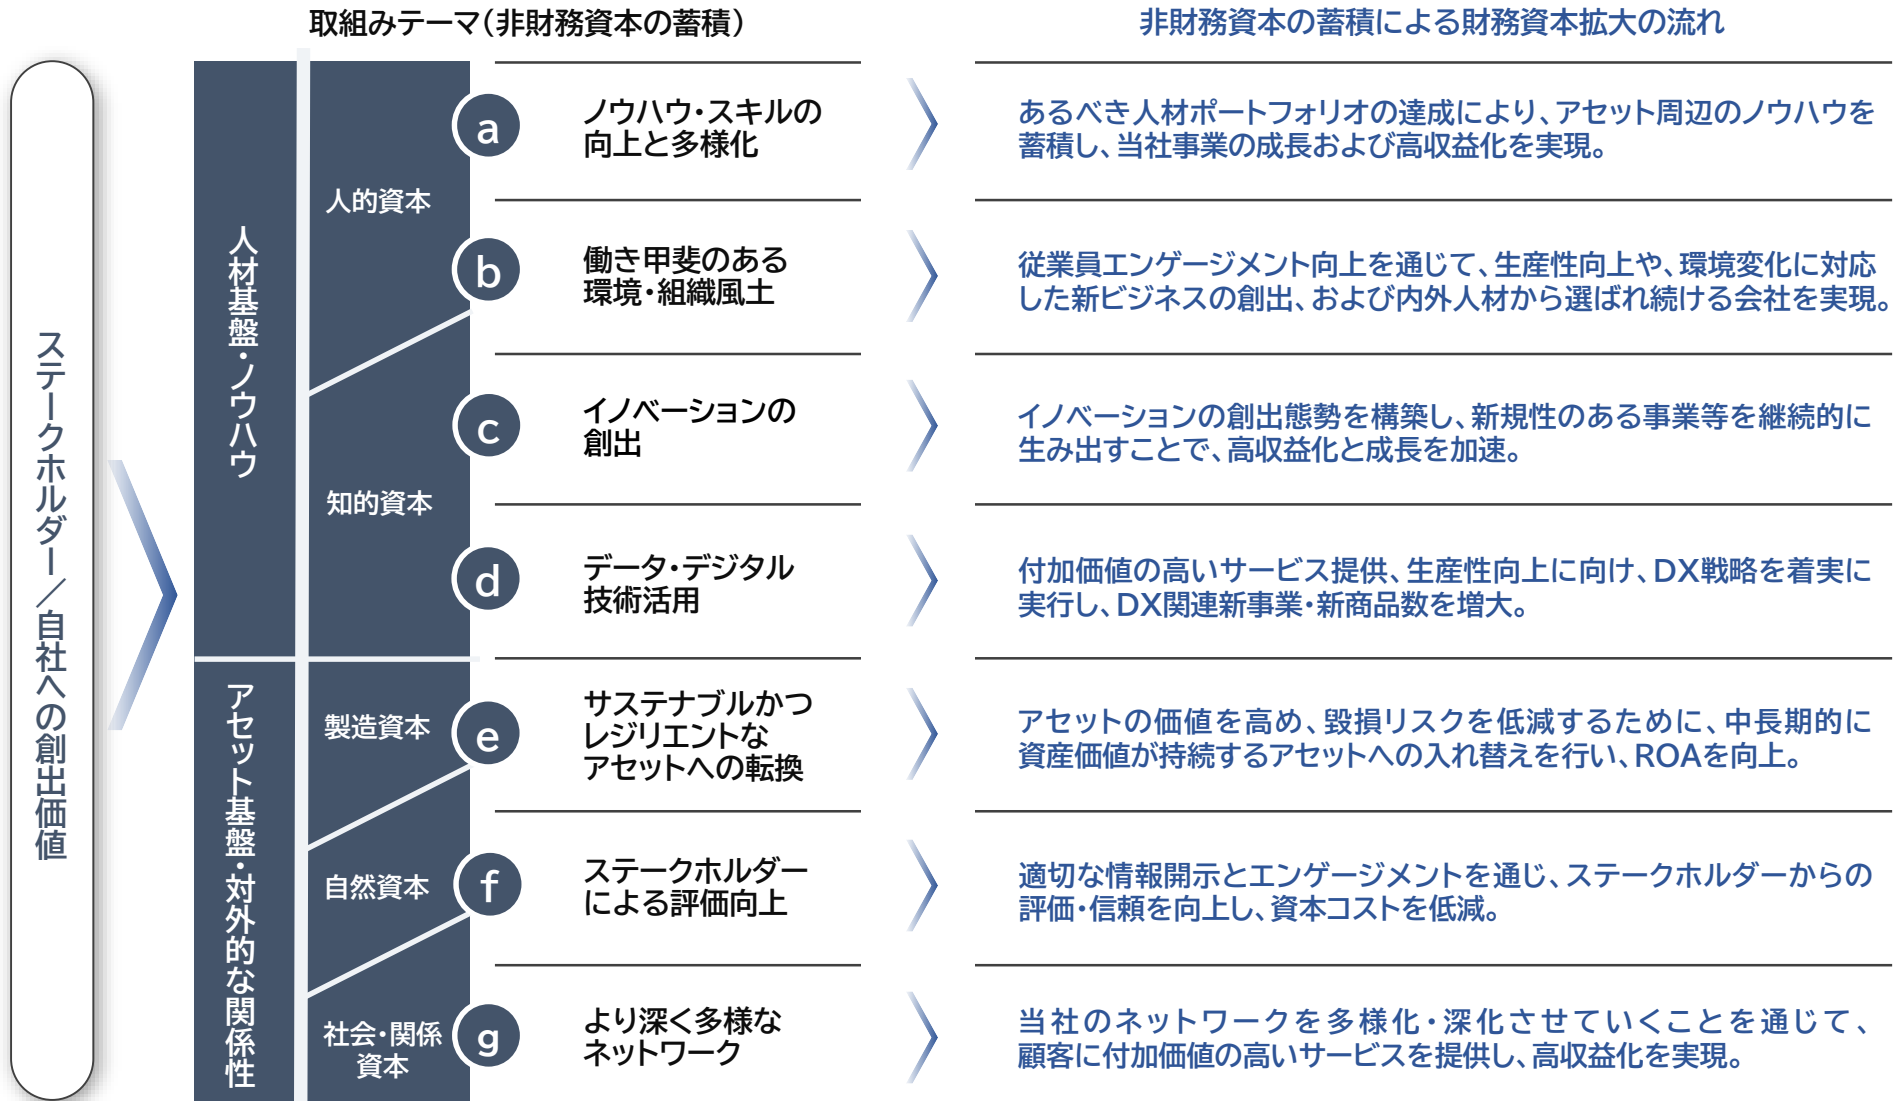 取組みテーマ(非財務資本の蓄積)
非財務資本の蓄積による財務資本拡大の流れ
ステークホルダー／自社への創出価値
人材基盤・ノウハウ
人的資本
a
ノウハウ・スキルの
向上と多様化
あるべき人材ポートフォリオの達成により、アセット周辺のノウハウを
蓄積し、当社事業の成長および高収益化を実現。
b
働き甲斐のある
環境・組織風土
従業員エンゲージメント向上を通じて、生産性向上や、環境変化に対応
した新ビジネスの創出、および内外人材から選ばれ続ける会社を実現。
知的資本
c
イノベーションの
創出
イノベーションの創出態勢を構築し、新規性のある事業等を継続的に
生み出すことで、高収益化と成長を加速。
d
データ・デジタル
技術活用
付加価値の高いサービス提供、生産性向上に向け、DX戦略を着実に
実行し、DX関連新事業・新商品数を増大。
アセット基盤・対外的な関係性
製造資本
e
サステナブルかつ
レジリエントな
アセットへの転換
アセットの価値を高め、毀損リスクを低減するために、中長期的に
資産価値が持続するアセットへの入れ替えを行い、ROAを向上。
自然資本
f
ステークホルダー
による評価向上
適切な情報開示とエンゲージメントを通じ、ステークホルダーからの
評価・信頼を向上し、資本コストを低減。
社会・関係
資本
g
より深く多様な
ネットワーク
当社のネットワークを多様化・深化させていくことを通じて、
顧客に付加価値の高いサービスを提供し、高収益化を実現。